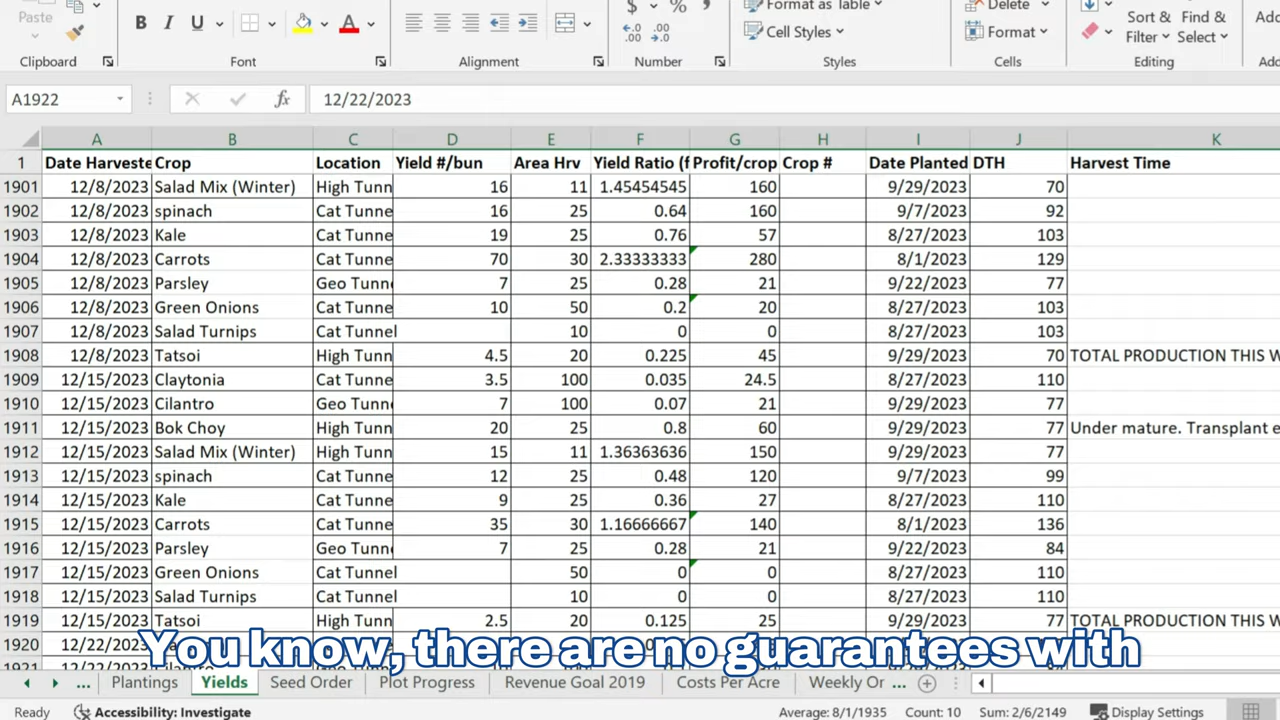 Paste B I U $ % Format as Table Delete Sort & Find &
Cell Styles Format Filter Select
Clipboard Font Alignment Number Styles Cells Editing
A1922 fx 12/22/2023
A B C D E F G H I J K
1 Date Harveste Crop Location Yield #/bun Area Hrv Yield Ratio (f Profit/crop Crop # Date Planted DTH Harvest Time
1901 12/8/2023 Salad Mix (Winter) High Tunn 16 11 1.45454545 160 9/29/2023 70
1902 12/8/2023 spinach Cat Tunne 16 25 0.64 160 9/7/2023 92
1903 12/8/2023 Kale Cat Tunne 19 25 0.76 57 8/27/2023 103
1904 12/8/2023 Carrots Cat Tunne 70 30 2.33333333 280 8/1/2023 129
1905 12/8/2023 Parsley Geo Tunn 7 25 0.28 21 9/22/2023 77
1906 12/8/2023 Green Onions Cat Tunne 10 50 0.2 20 8/27/2023 103
1907 12/8/2023 Salad Turnips Cat Tunnel 10 0 0 8/27/2023 103
1908 12/8/2023 Tatsoi High Tunn 4.5 20 0.225 45 9/29/2023 70 TOTAL PRODUCTION THIS W
1909 12/15/2023 Claytonia Cat Tunne 3.5 100 0.035 24.5 8/27/2023 110
1910 12/15/2023 Cilantro Geo Tunn 7 100 0.07 21 9/29/2023 77
1911 12/15/2023 Bok Choy High Tunn 20 25 0.8 60 9/29/2023 77 Under mature. Transplant e
1912 12/15/2023 Salad Mix (Winter) High Tunn 15 11 1.36363636 150 9/29/2023 77
1913 12/15/2023 spinach Cat Tunne 12 25 0.48 120 9/7/2023 99
1914 12/15/2023 Kale Cat Tunne 9 25 0.36 27 8/27/2023 110
1915 12/15/2023 Carrots Cat Tunne 35 30 1.16666667 140 8/1/2023 136
1916 12/15/2023 Parsley Geo Tunn 7 25 0.28 21 9/22/2023 84
1917 12/15/2023 Green Onions Cat Tunnel 50 0 0 8/27/2023 110
1918 12/15/2023 Salad Turnips Cat Tunnel 10 0 0 8/27/2023 110
1919 12/15/2023 Tatsoi High Tunn 2.5 20 0.125 25 9/29/2023 77 TOTAL PRODUCTION THIS W
1920 12/22/2023
You know, there are no guarantees with
1921 12/22/2023
... Plantings Yields Seed Order Plot Progress Revenue Goal 2019 Costs Per Acre Weekly Or ...
Ready Accessibility: Investigate Average: 8/1/1935 Count: 10 Sum: 2/6/2149 Display Settings